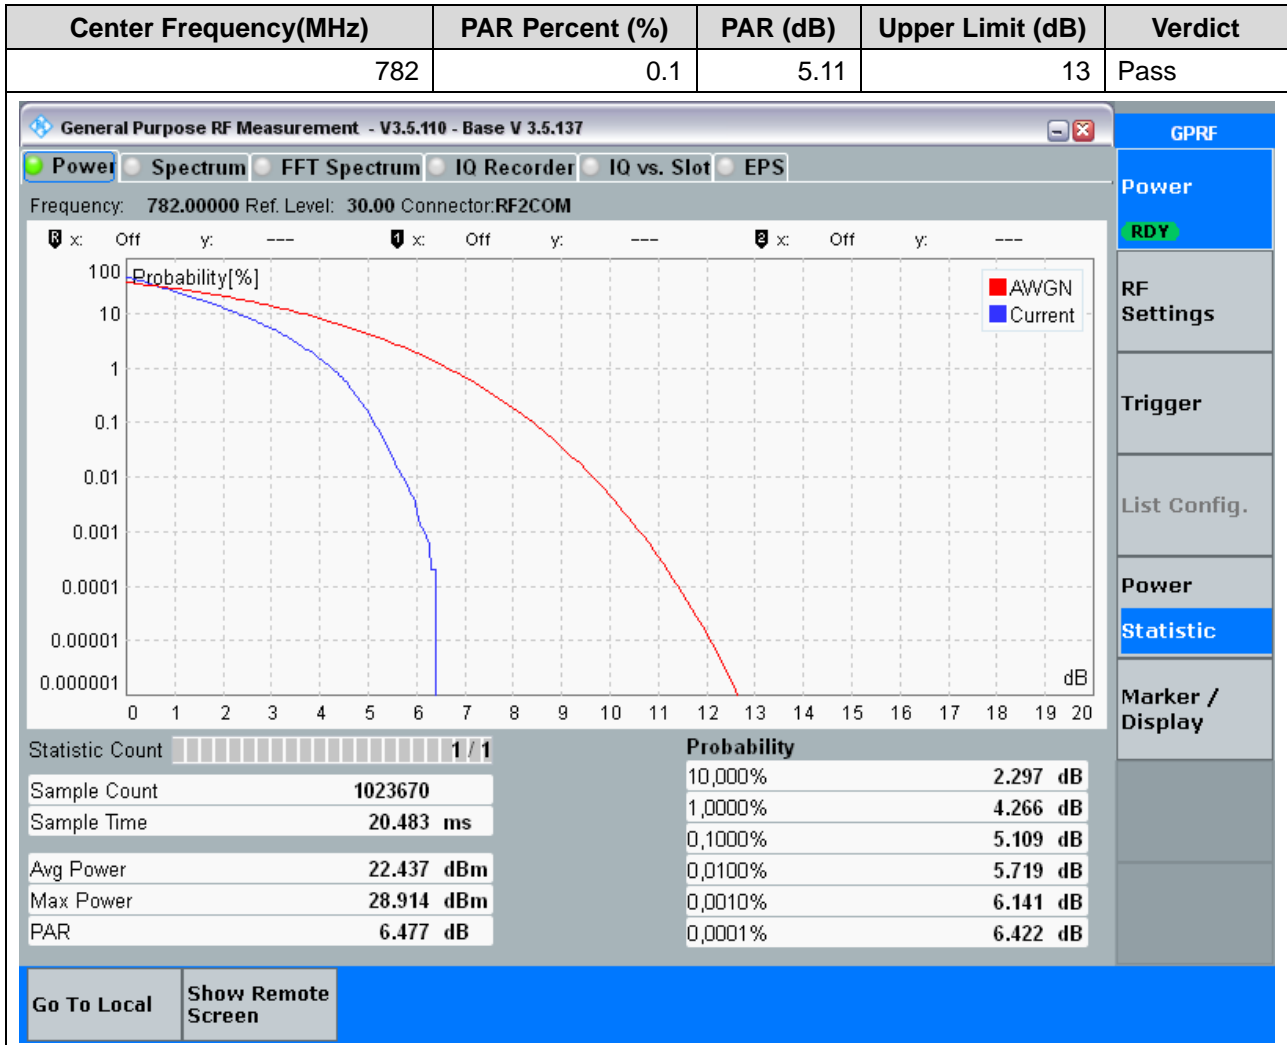 Center Frequency(MHz) PAR Percent (%) PAR (dB) Upper Limit (dB) Verdict
782 0.1 5.11 13 Pass
General Purpose RF Measurement - V3.5.110 - Base V 3.5.137
GPRF
Power Spectrum FFT Spectrum IQ Recorder IQ vs. Slot EPS
Frequency: 782.00000 Ref. Level: 30.00 Connector:RF2COM
R x: Off y: --- 1 x: Off y: --- 2 x: Off y: ---
Probability[%]
100
10
1
0.1
0.01
0.001
0.0001
0.00001
0.000001
AWGN
Current
dB
0 1 2 3 4 5 6 7 8 9 10 11 12 13 14 15 16 17 18 19 20
Statistic Count 1 / 1
Sample Count 1023670
Sample Time 20.483 ms
Avg Power 22.437 dBm
Max Power 28.914 dBm
PAR 6.477 dB
Probability
10,000% 2.297 dB
1,0000% 4.266 dB
0,1000% 5.109 dB
0,0100% 5.719 dB
0,0010% 6.141 dB
0,0001% 6.422 dB
Power
RDY
RF
Settings
Trigger
List Config.
Power
Statistic
Marker /
Display
Go To Local
Show Remote
Screen